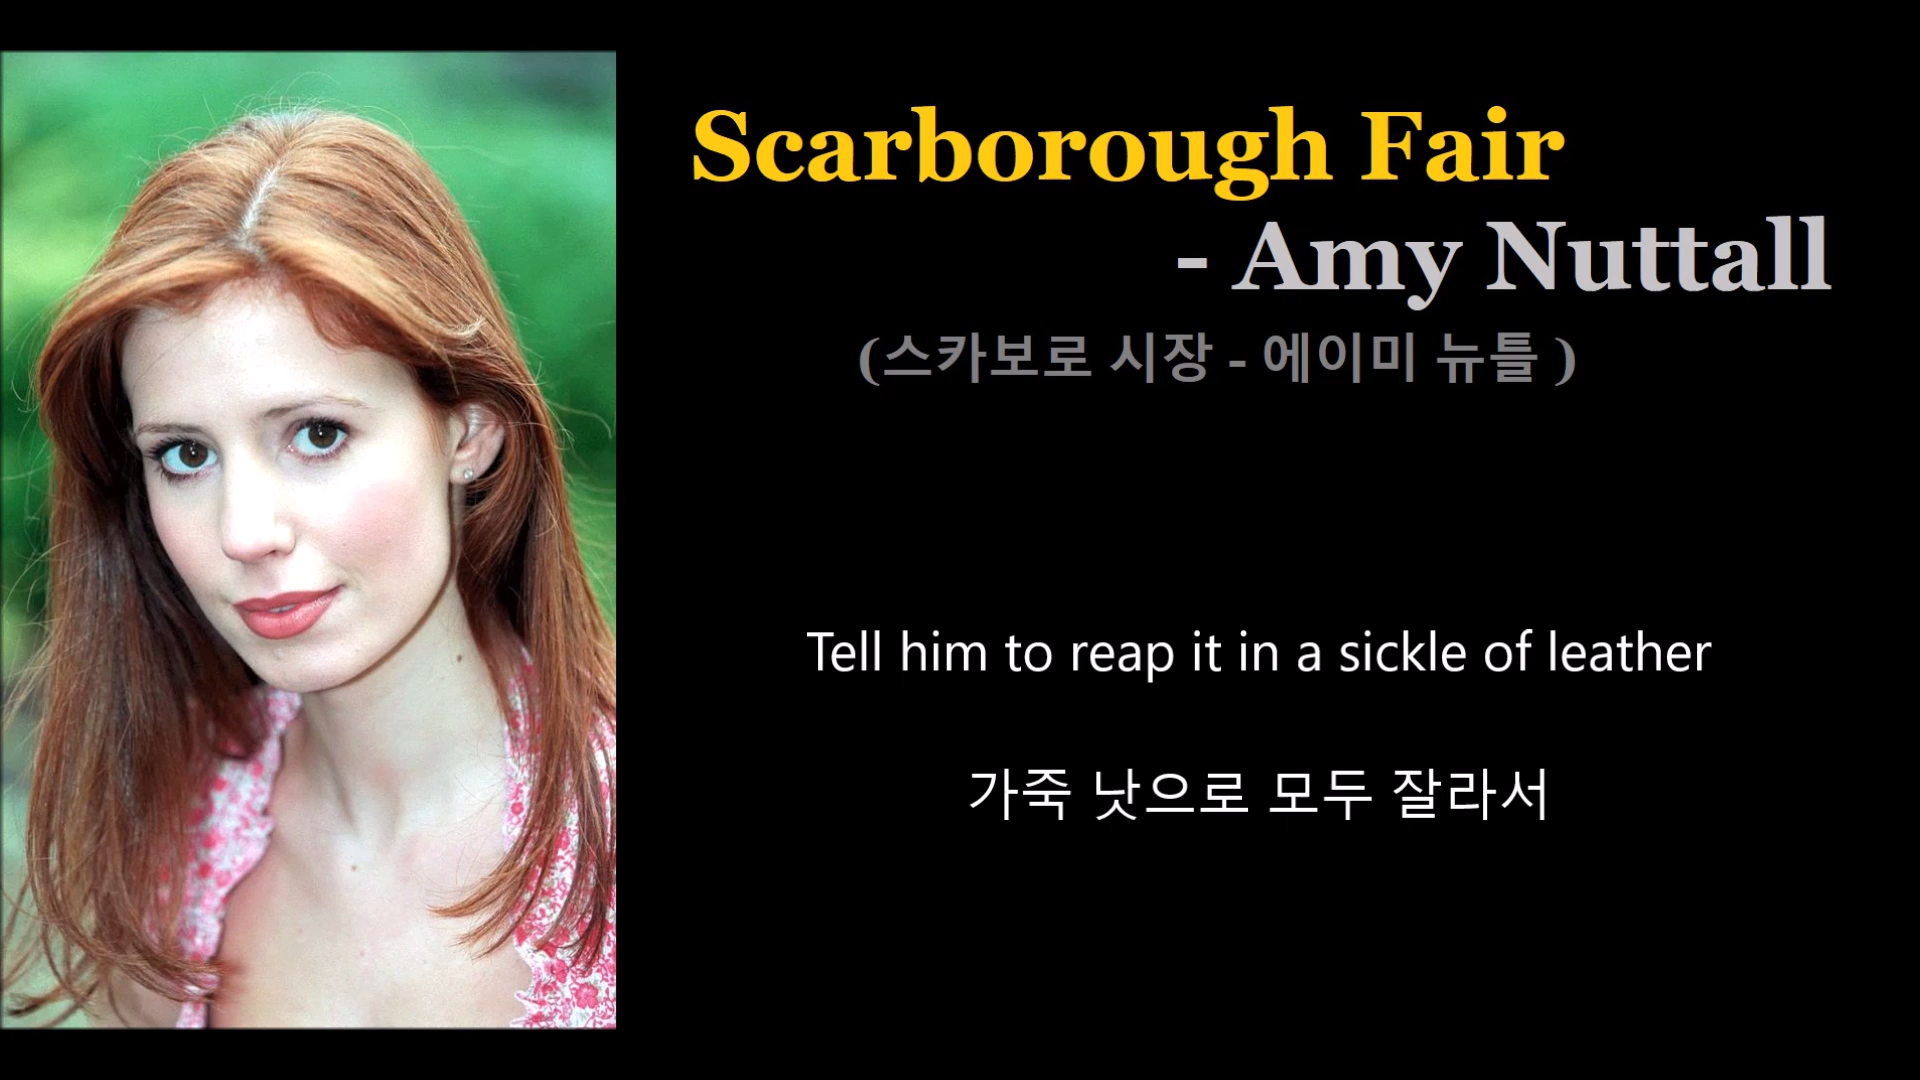 Scarborough Fair
- Amy Nuttall
(스카보로 시장 - 에이미 뉴틀 )
Tell him to reap it in a sickle of leather
가죽 낫으로 모두 잘라서